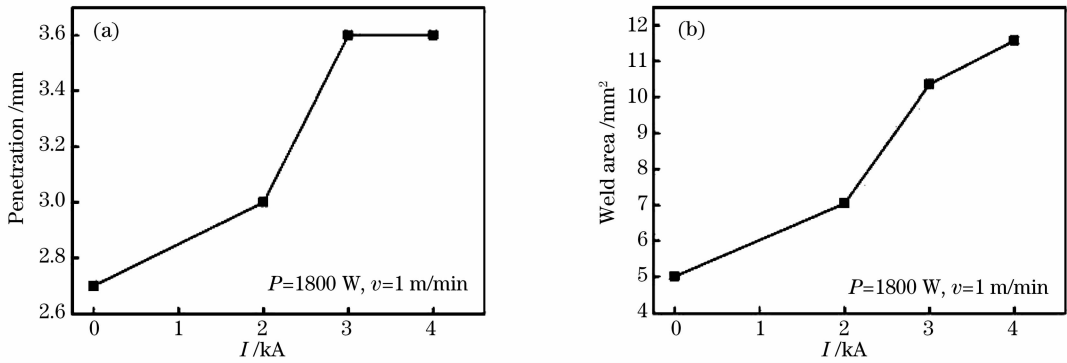 (a)
3.6
3.4
3.2
3.0
2.8
2.6
Penetration /mm
P=1800 W, v=1 m/min
0 1 2 3 4
I /kA
(b)
12
11
10
9
8
7
6
5
4
Weld area /mm²
P=1800 W, v=1 m/min
0 1 2 3 4
I /kA